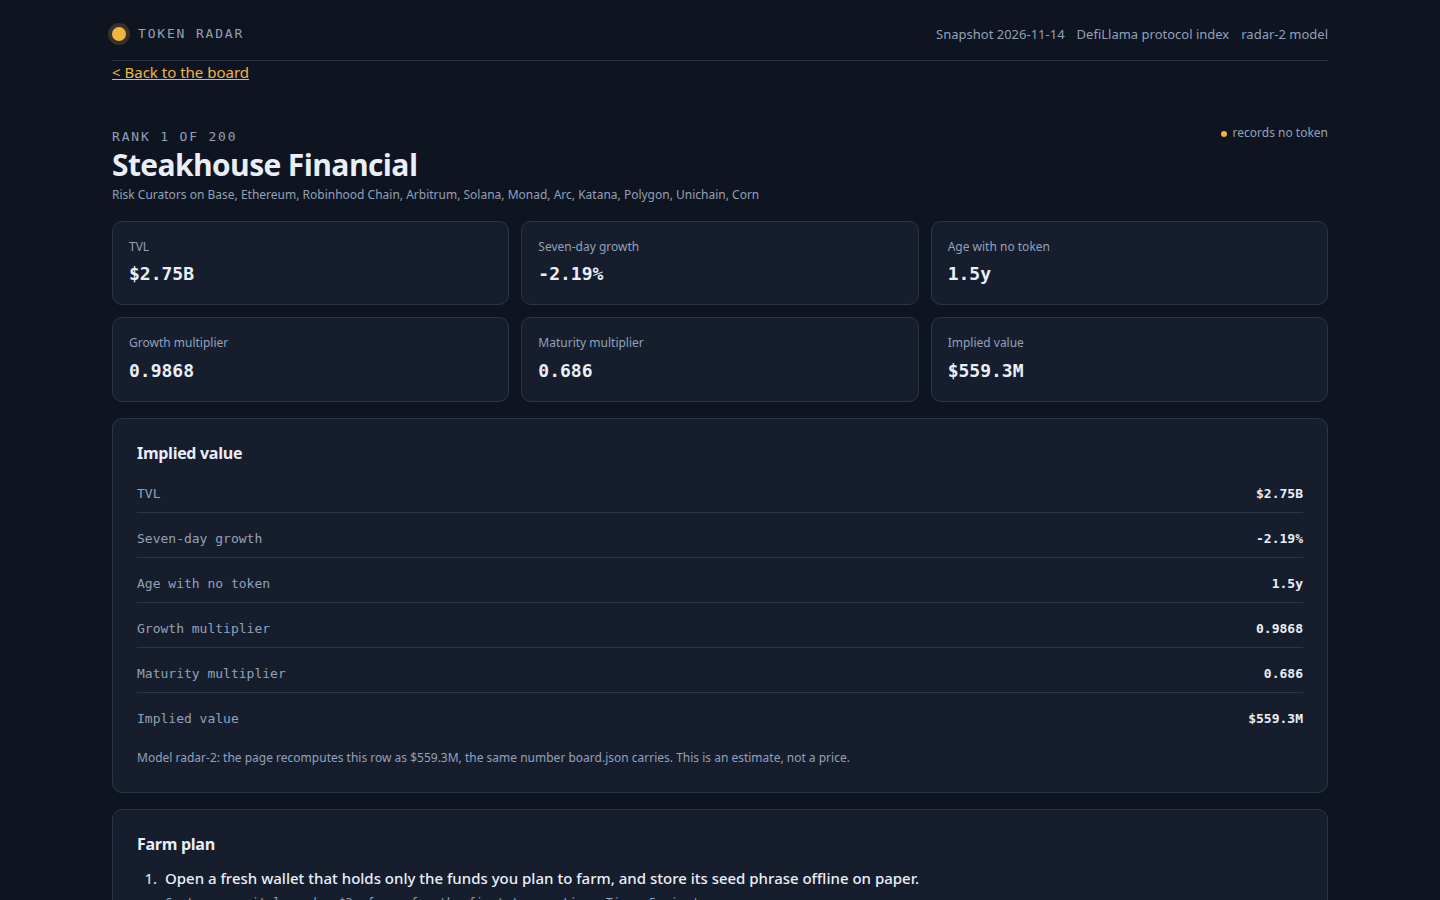 TOKEN RADAR
Snapshot 2026-11-14 DefiLlama protocol index radar-2 model
< Back to the board
RANK 1 OF 200
records no token
Steakhouse Financial
Risk Curators on Base, Ethereum, Robinhood Chain, Arbitrum, Solana, Monad, Arc, Katana, Polygon, Unichain, Corn
TVL
$2.75B
Seven-day growth
-2.19%
Age with no token
1.5y
Growth multiplier
0.9868
Maturity multiplier
0.686
Implied value
$559.3M
Implied value
TVL $2.75B
Seven-day growth -2.19%
Age with no token 1.5y
Growth multiplier 0.9868
Maturity multiplier 0.686
Implied value $559.3M
Model radar-2: the page recomputes this row as $559.3M, the same number board.json carries. This is an estimate, not a price.
Farm plan
1. Open a fresh wallet that holds only the funds you plan to farm, and store its seed phrase offline on paper.